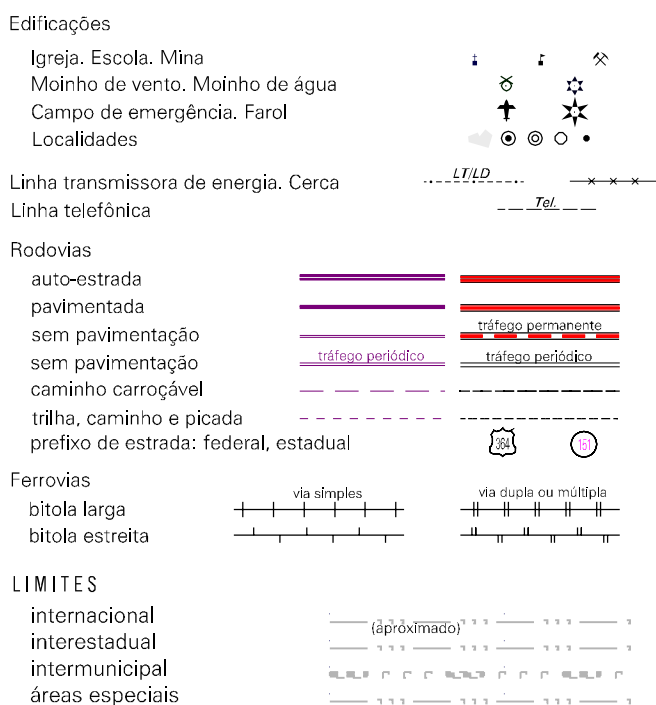 Edificações
Igreja. Escola. Mina
Moinho de vento. Moinho de água
Campo de emergência. Farol
Localidades
Linha transmissora de energia. Cerca LT/LD
Linha telefônica Tel.
Rodovias
auto-estrada
pavimentada
sem pavimentação tráfego permanente
sem pavimentação tráfego periódico tráfego periódico
caminho carroçável
trilha, caminho e picada
prefixo de estrada: federal, estadual 364 151
Ferrovias
via simples via dupla ou múltipla
bitola larga
bitola estreita
LIMITES
internacional
(aproximado)
interestadual
intermunicipal
áreas especiais